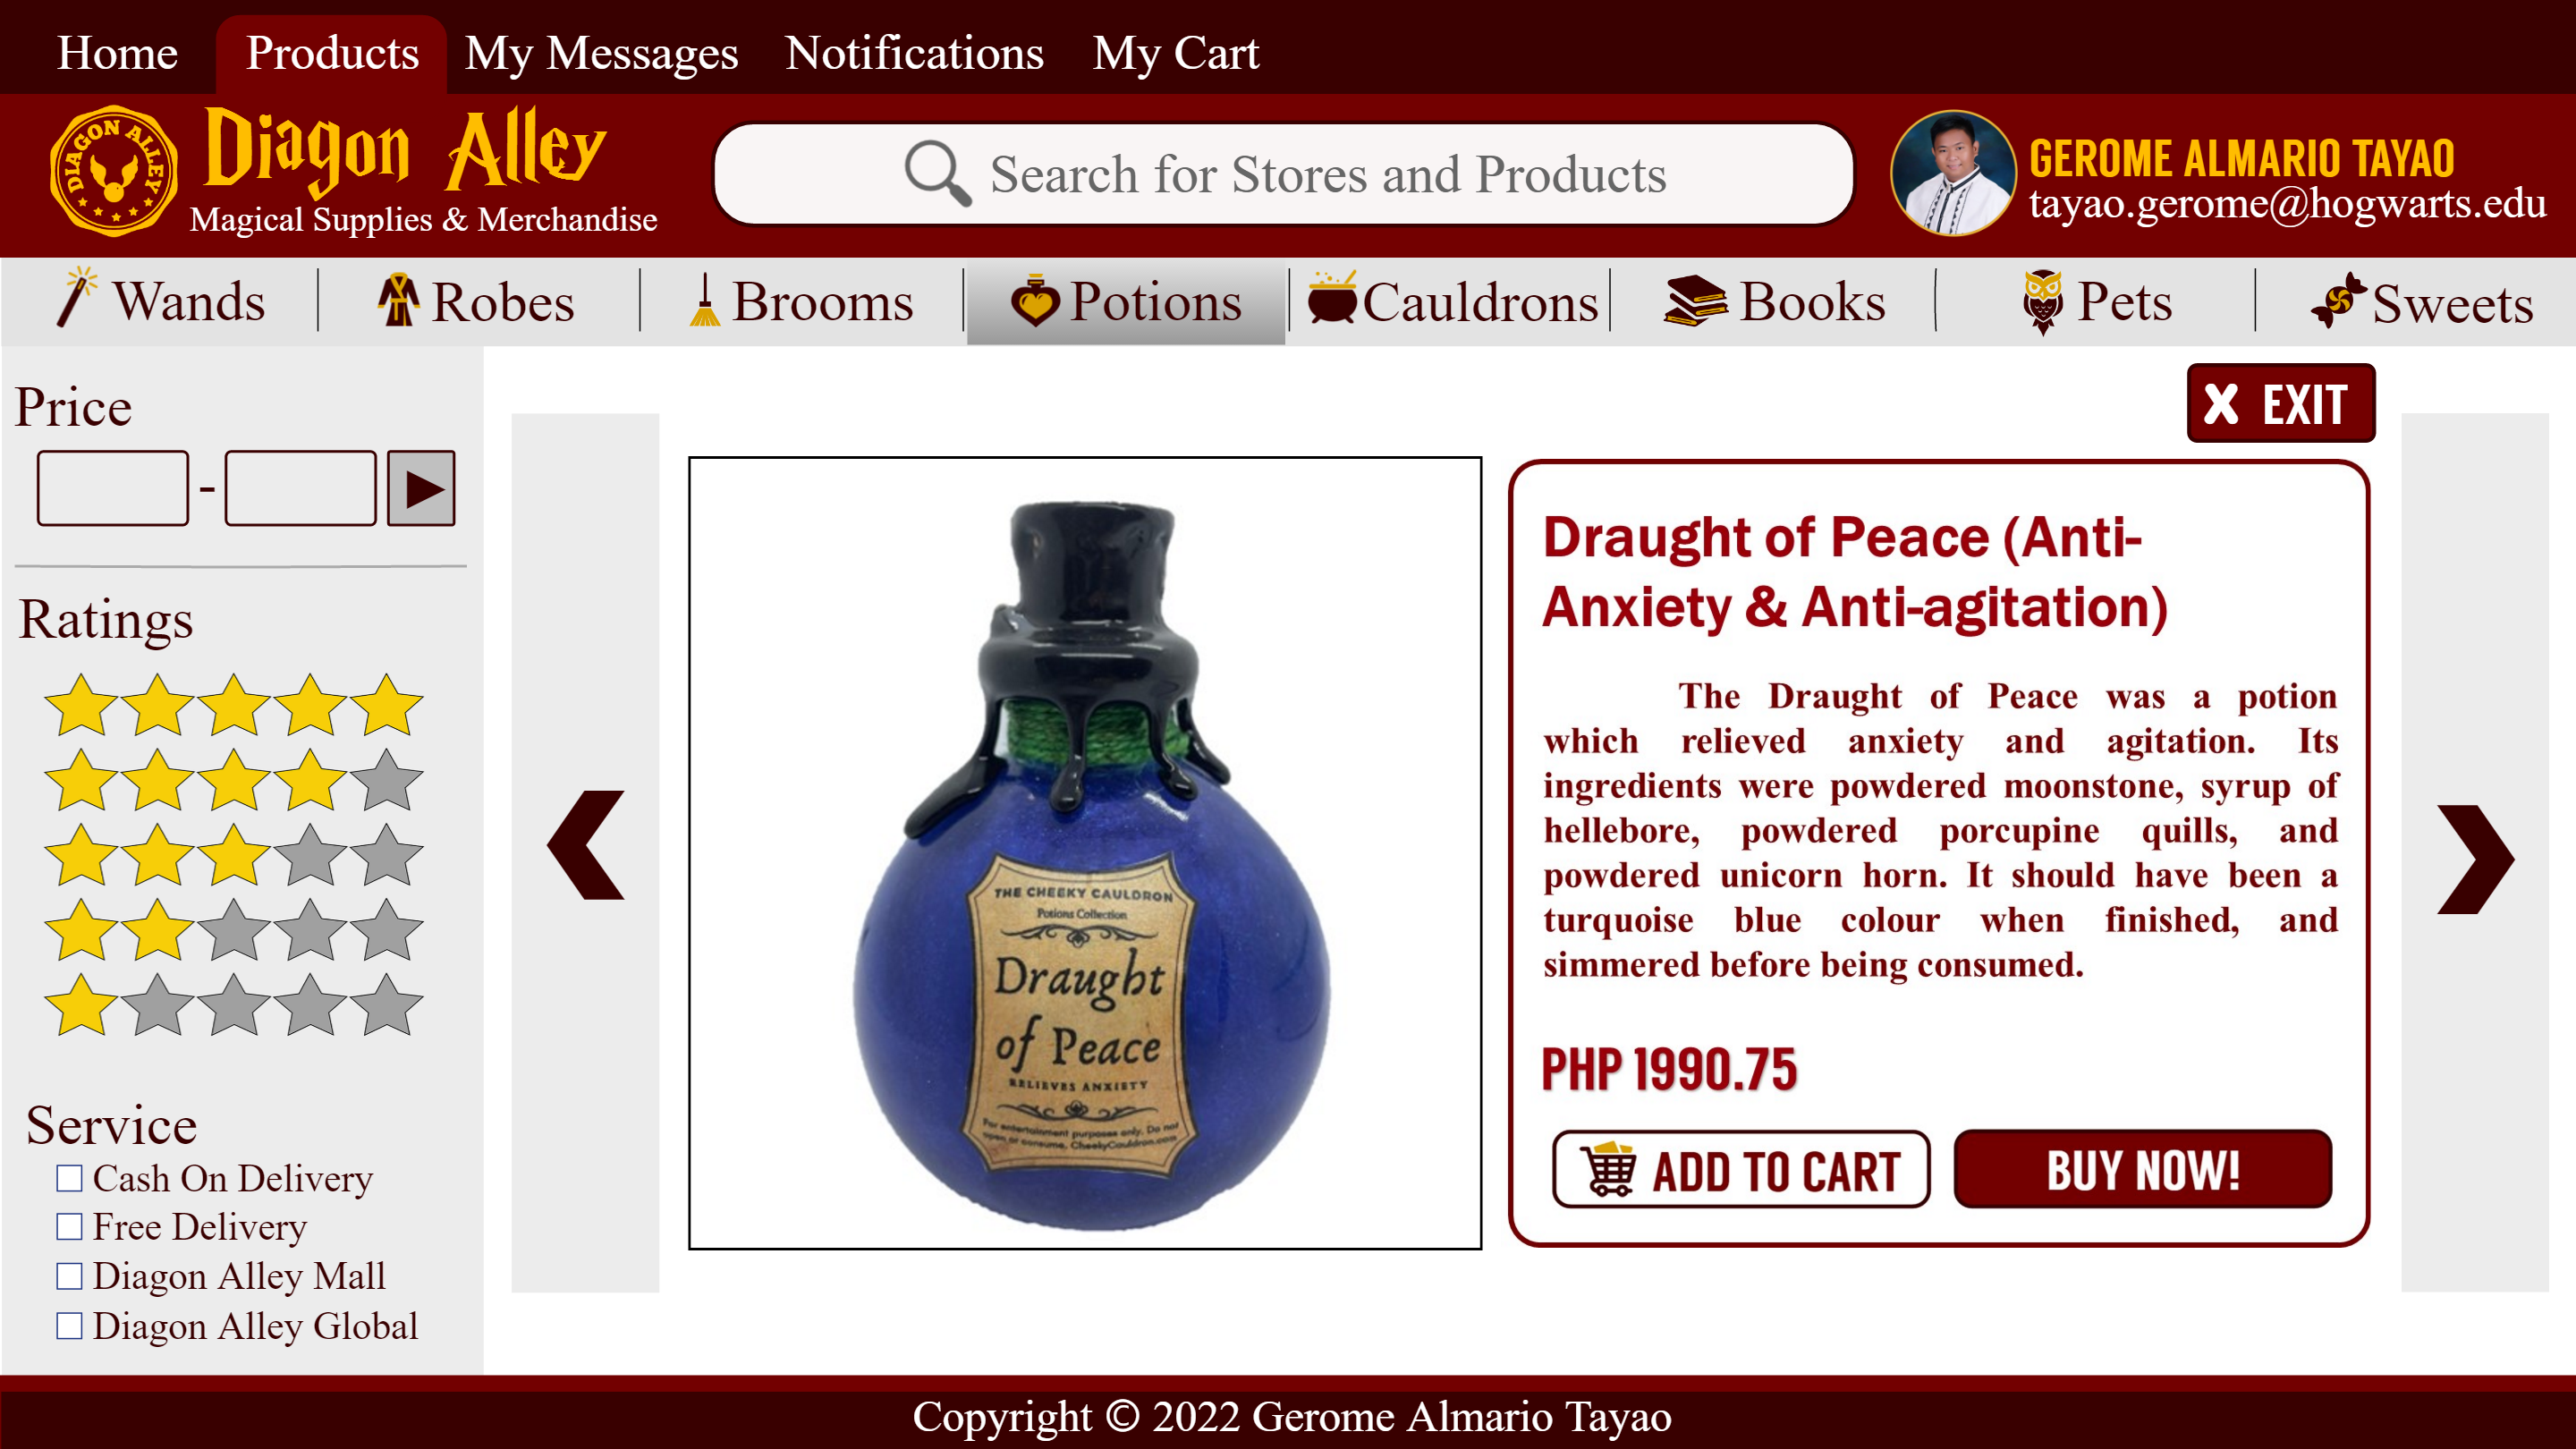 Home
Products
My Messages
Notifications
My Cart
DIAGON ALLEY
Diagon Alley
Magical Supplies & Merchandise
Search for Stores and Products
GEROME ALMARIO TAYAO
tayao.gerome@hogwarts.edu
Wands
Robes
Brooms
Potions
Cauldrons
Books
Pets
Sweets
Price
-
Ratings
Service
Cash On Delivery
Free Delivery
Diagon Alley Mall
Diagon Alley Global
X EXIT
THE CHEEKY CAULDRON
Potions Collection
Draught
of Peace
RELIEVES ANXIETY
For entertainment purposes only. Do not
open or consume. CheekyCauldron.com
Draught of Peace (Anti-
Anxiety & Anti-agitation)
The Draught of Peace was a potion
which relieved anxiety and agitation. Its
ingredients were powdered moonstone, syrup of
hellebore, powdered porcupine quills, and
powdered unicorn horn. It should have been a
turquoise blue colour when finished, and
simmered before being consumed.
PHP 1990.75
ADD TO CART
BUY NOW!
Copyright © 2022 Gerome Almario Tayao